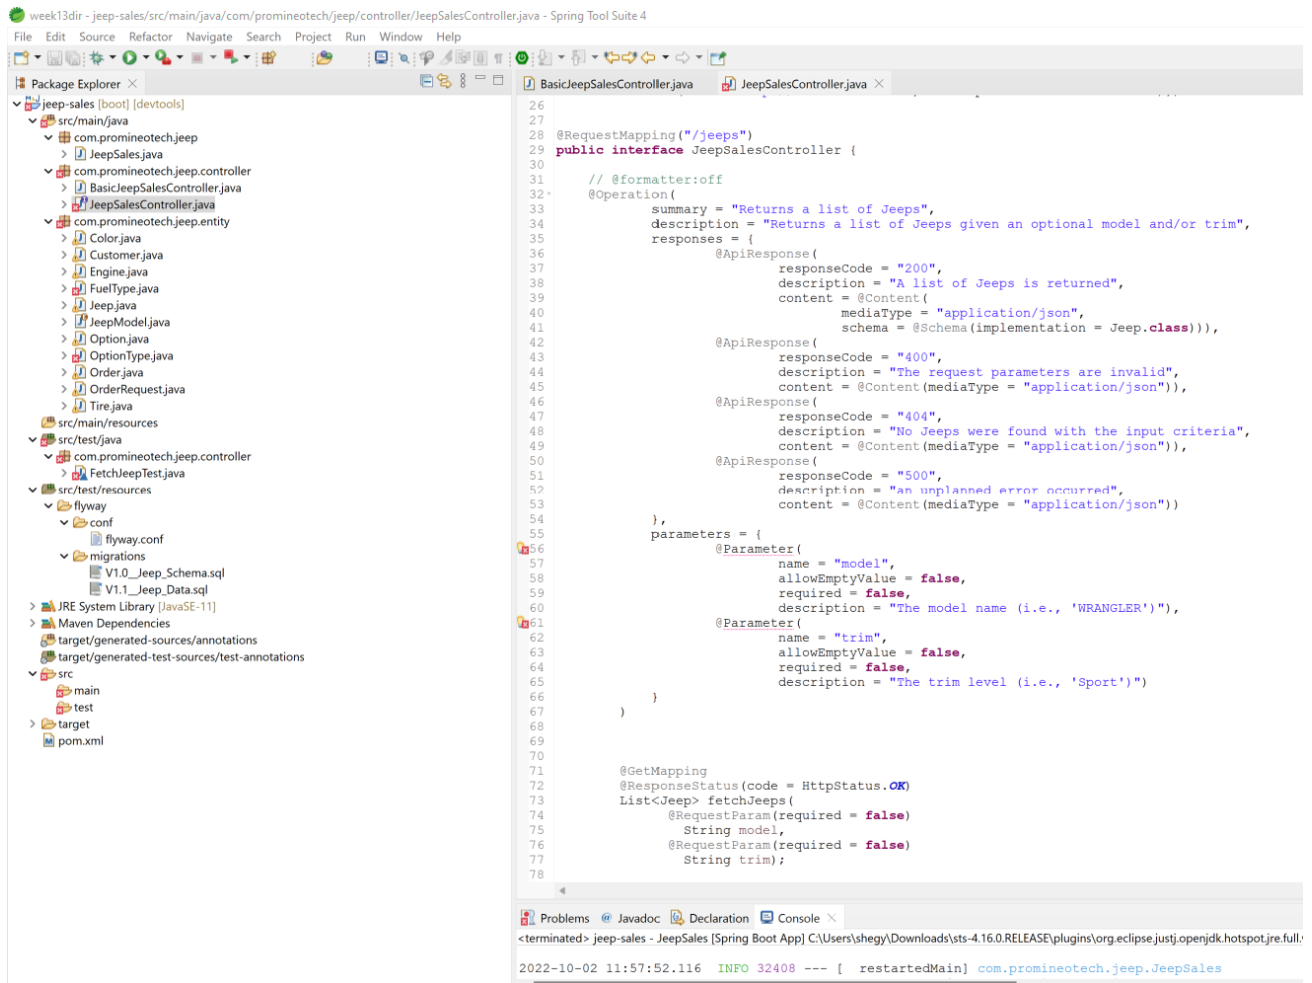 week13dir - jeep-sales/src/main/java/com/promineotech/jeep/controller/JeepSalesController.java - Spring Tool Suite 4
File Edit Source Refactor Navigate Search Project Run Window Help
Package Explorer
BasicJeepSalesController.java
JeepSalesController.java
jeep-sales [boot] [devtools]
src/main/java
com.promineotech.jeep
JeepSales.java
com.promineotech.jeep.controller
BasicJeepSalesController.java
JeepSalesController.java
com.promineotech.jeep.entity
Color.java
Customer.java
Engine.java
FuelType.java
Jeep.java
JeepModel.java
Option.java
OptionType.java
Order.java
OrderRequest.java
Tire.java
src/main/resources
src/test/java
com.promineotech.jeep.controller
FetchJeepTest.java
src/test/resources
flyway
conf
flyway.conf
migrations
V1.0__Jeep_Schema.sql
V1.1__Jeep_Data.sql
JRE System Library [JavaSE-11]
Maven Dependencies
target/generated-sources/annotations
target/generated-test-sources/test-annotations
src
main
test
target
pom.xml
26
27
28 @RequestMapping("/jeeps")
29 public interface JeepSalesController {
30
31 // @formatter:off
32 @Operation(
33 summary = "Returns a list of Jeeps",
34 description = "Returns a list of Jeeps given an optional model and/or trim",
35 responses = {
36 @ApiResponse(
37 responseCode = "200",
38 description = "A list of Jeeps is returned",
39 content = @Content(
40 mediaType = "application/json",
41 schema = @Schema(implementation = Jeep.class))),
42 @ApiResponse(
43 responseCode = "400",
44 description = "The request parameters are invalid",
45 content = @Content(mediaType = "application/json")),
46 @ApiResponse(
47 responseCode = "404",
48 description = "No Jeeps were found with the input criteria",
49 content = @Content(mediaType = "application/json")),
50 @ApiResponse(
51 responseCode = "500",
52 description = "an unplanned error occurred",
53 content = @Content(mediaType = "application/json"))
54 },
55 parameters = {
56 @Parameter(
57 name = "model",
58 allowEmptyValue = false,
59 required = false,
60 description = "The model name (i.e., 'WRANGLER')"),
61 @Parameter(
62 name = "trim",
63 allowEmptyValue = false,
64 required = false,
65 description = "The trim level (i.e., 'Sport')")
66 }
67 )
68
69
70
71 @GetMapping
72 @ResponseStatus(code = HttpStatus.OK)
73 List<Jeep> fetchJeeps(
74 @RequestParam(required = false)
75 String model,
76 @RequestParam(required = false)
77 String trim);
78
Problems @ Javadoc Declaration Console
<terminated> jeep-sales - JeepSales [Spring Boot App] C:\Users\shegy\Downloads\sts-4.16.0.RELEASE\plugins\org.eclipse.justj.openjdk.hotspot.jre.full.
2022-10-02 11:57:52.116 INFO 32408 --- [ restartedMain] com.promineotech.jeep.JeepSales